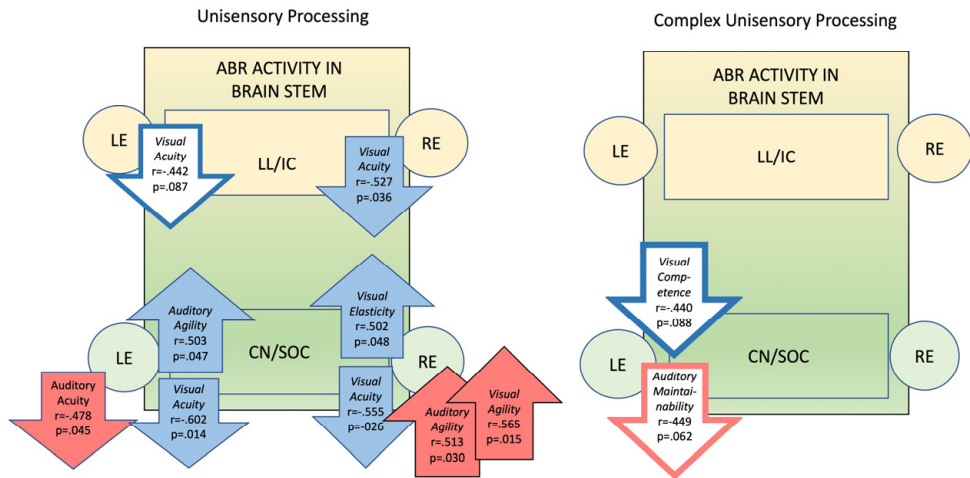 Unisensory Processing
ABR ACTIVITY IN
BRAIN STEM
LE
Visual
Acuity
r=-.442
p=.087
LL/IC
Visual
Acuity
r=-.527
p=.036
RE
Auditory
Agility
r=.503
p=.047
Visual
Elasticity
r=.502
p=.048
LE
CN/SOC
RE
Auditory
Acuity
r=-.478
p=.045
Visual
Acuity
r=-.602
p=.014
Visual
Acuity
r=-.555
p=-026
Auditory
Agility
r=.513
p=.030
Visual
Agility
r=.565
p=.015
Complex Unisensory Processing
ABR ACTIVITY IN
BRAIN STEM
LE
LL/IC
RE
Visual
Comp-
etence
r=-.440
p=.088
LE
CN/SOC
RE
Auditory
Maintai-
nability
r=-449
p=.062